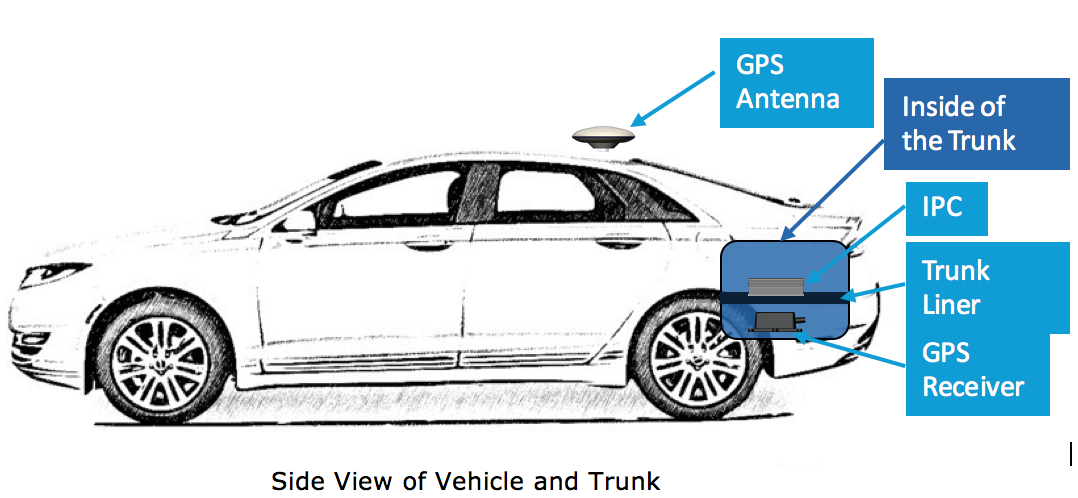 GPS
Antenna
Inside of
the Trunk
IPC
Trunk
Liner
GPS
Receiver
Side View of Vehicle and Trunk